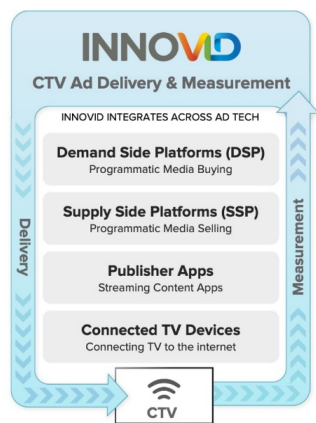 INNOVID
CTV Ad Delivery & Measurement
INNOVID INTEGRATES ACROSS AD TECH
Demand Side Platforms (DSP)
Programmatic Media Buying
Supply Side Platforms (SSP)
Programmatic Media Selling
Publisher Apps
Streaming Content Apps
Connected TV Devices
Connecting TV to the internet
Delivery
Measurement
CTV